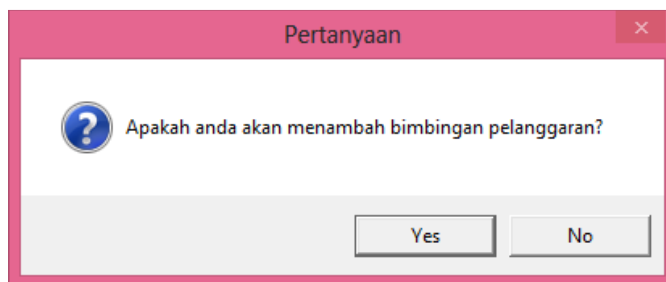 Pertanyaan
Apakah anda akan menambah bimbingan pelanggaran?
Yes
No